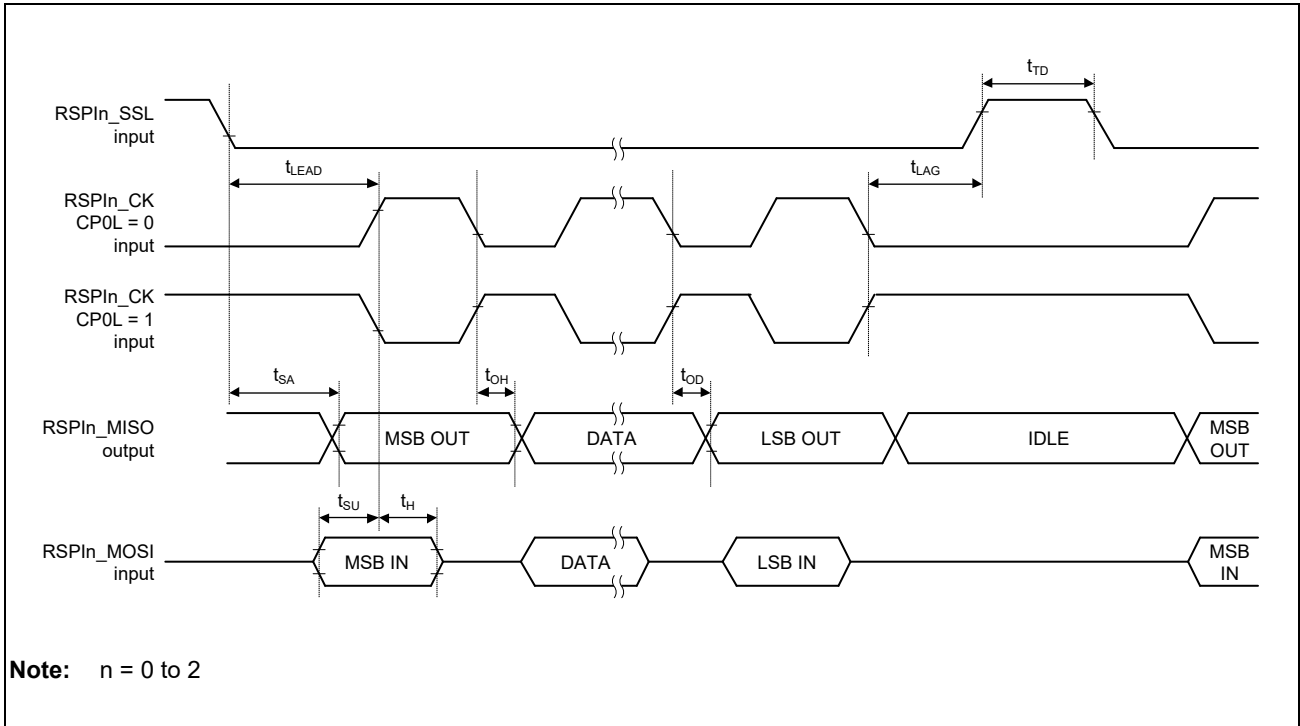 tTD
RSPIn_SSL
input
tLEAD
tLAG
RSPIn_CK
CP0L = 0
input
RSPIn_CK
CP0L = 1
input
tSA
tOH
tOD
RSPIn_MISO
output
MSB OUT
DATA
LSB OUT
IDLE
MSB
OUT
tSU
tH
RSPIn_MOSI
input
MSB IN
DATA
LSB IN
MSB
IN
Note: n = 0 to 2